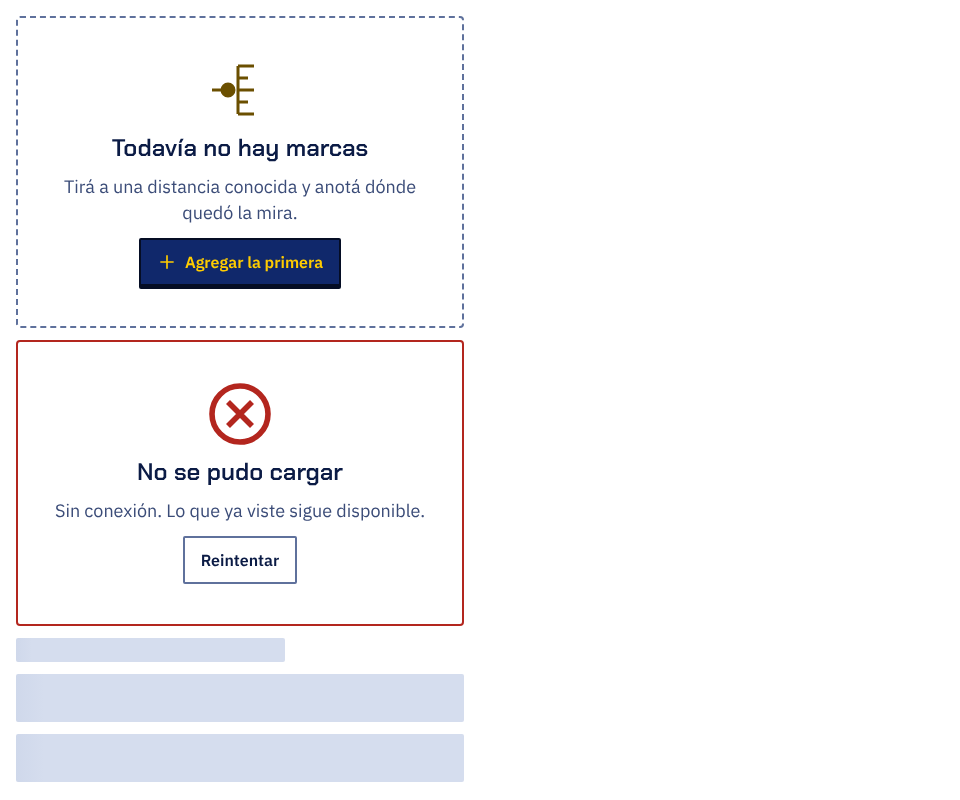 Todavía no hay marcas
Tirá a una distancia conocida y anotá dónde
quedó la mira.
Agregar la primera
No se pudo cargar
Sin conexión. Lo que ya viste sigue disponible.
Reintentar